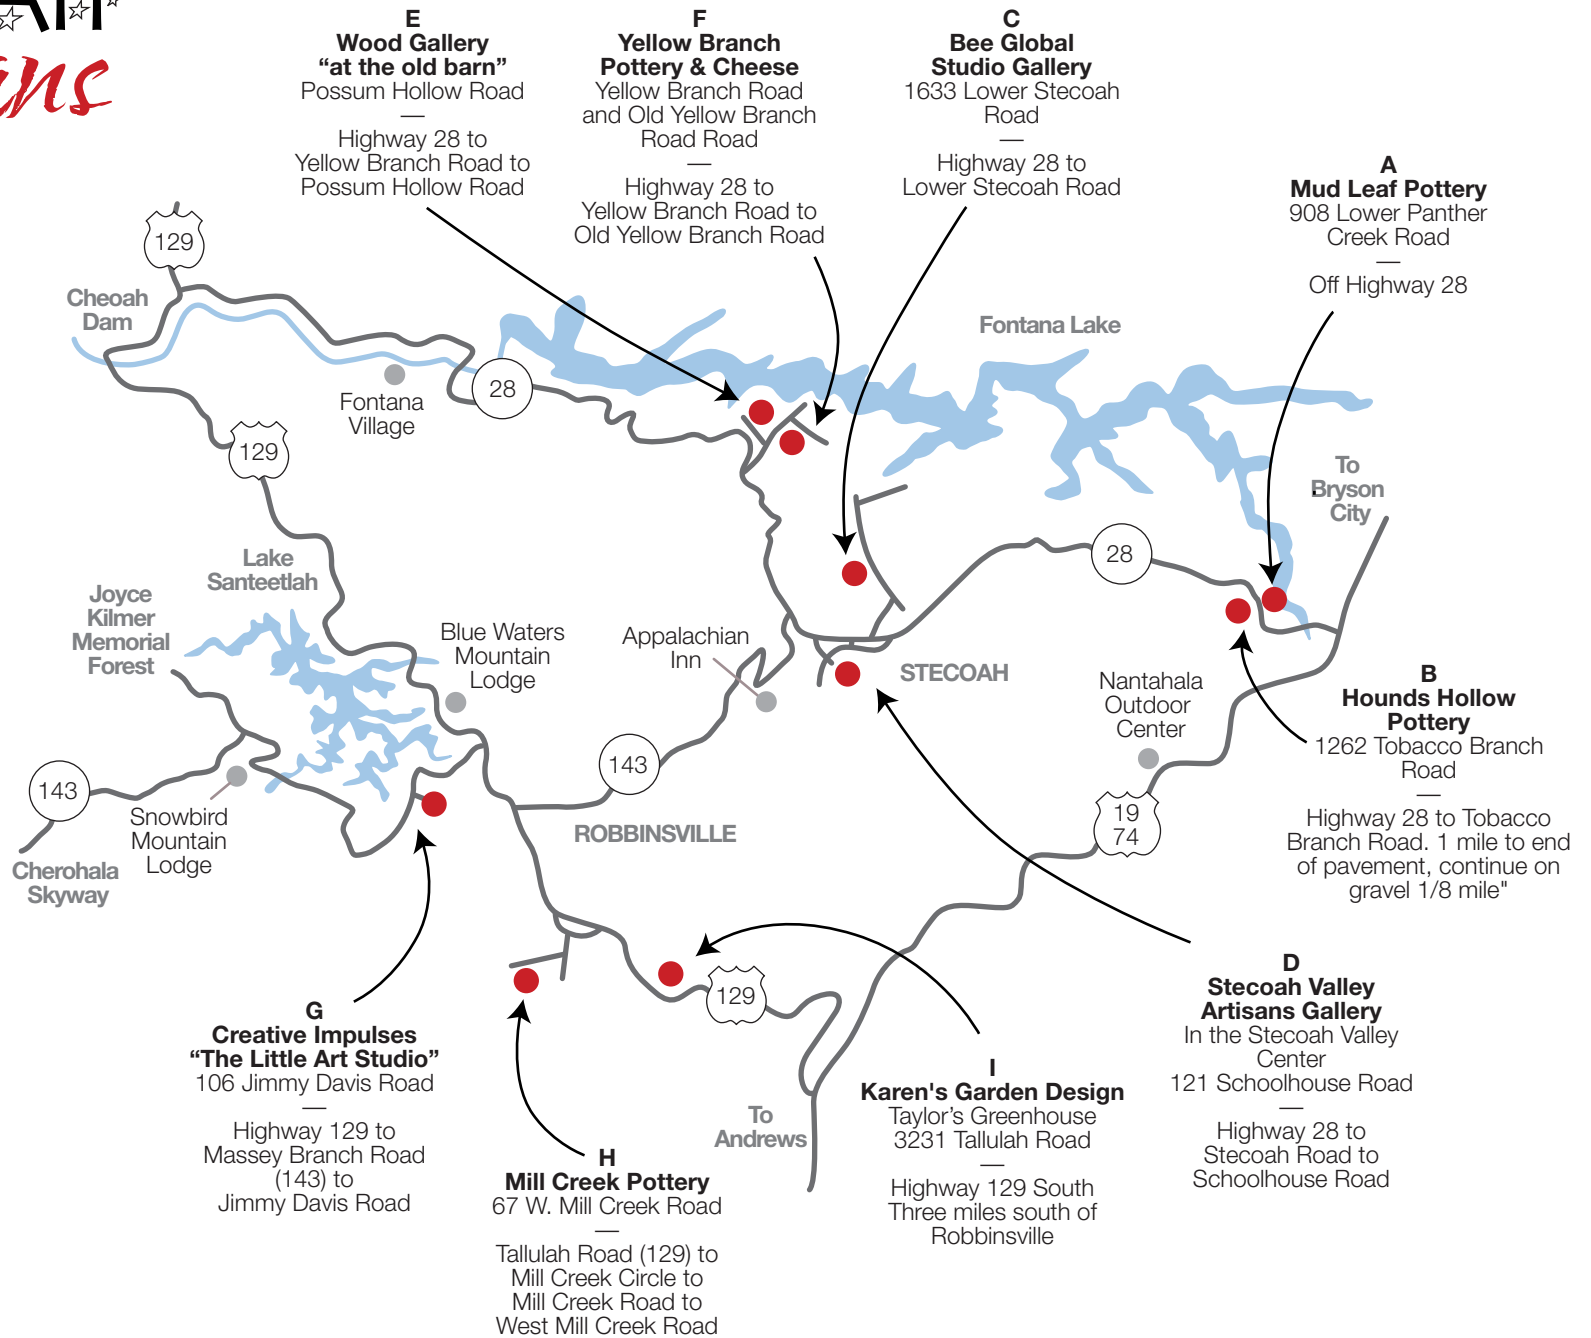 E
Wood Gallery
“at the old barn”
Possum Hollow Road
—
Highway 28 to
Yellow Branch Road to
Possum Hollow Road
F
Yellow Branch
Pottery & Cheese
Yellow Branch Road
and Old Yellow Branch
Road Road
—
Highway 28 to
Yellow Branch Road to
Old Yellow Branch Road
C
Bee Global
Studio Gallery
1633 Lower Stecoah
Road
—
Highway 28 to
Lower Stecoah Road
A
Mud Leaf Pottery
908 Lower Panther
Creek Road
—
Off Highway 28
129
Cheoah
Dam
Fontana Lake
28
Fontana
Village
129
To
Bryson
City
28
Lake
Santeetlah
Joyce
Kilmer
Memorial
Forest
Blue Waters
Mountain
Lodge
Appalachian
Inn
STECOAH
Nantahala
Outdoor
Center
B
Hounds Hollow
Pottery
1262 Tobacco Branch
Road
—
Highway 28 to Tobacco
Branch Road. 1 mile to end
of pavement, continue on
gravel 1/8 mile"
143
143
Snowbird
Mountain
Lodge
ROBBINSVILLE
19
74
Cherohala
Skyway
129
D
Stecoah Valley
Artisans Gallery
In the Stecoah Valley
Center
121 Schoolhouse Road
—
Highway 28 to
Stecoah Road to
Schoolhouse Road
G
Creative Impulses
“The Little Art Studio”
106 Jimmy Davis Road
—
Highway 129 to
Massey Branch Road
(143) to
Jimmy Davis Road
To
Andrews
I
Karen's Garden Design
Taylor’s Greenhouse
3231 Tallulah Road
—
Highway 129 South
Three miles south of
Robbinsville
H
Mill Creek Pottery
67 W. Mill Creek Road
—
Tallulah Road (129) to
Mill Creek Circle to
Mill Creek Road to
West Mill Creek Road